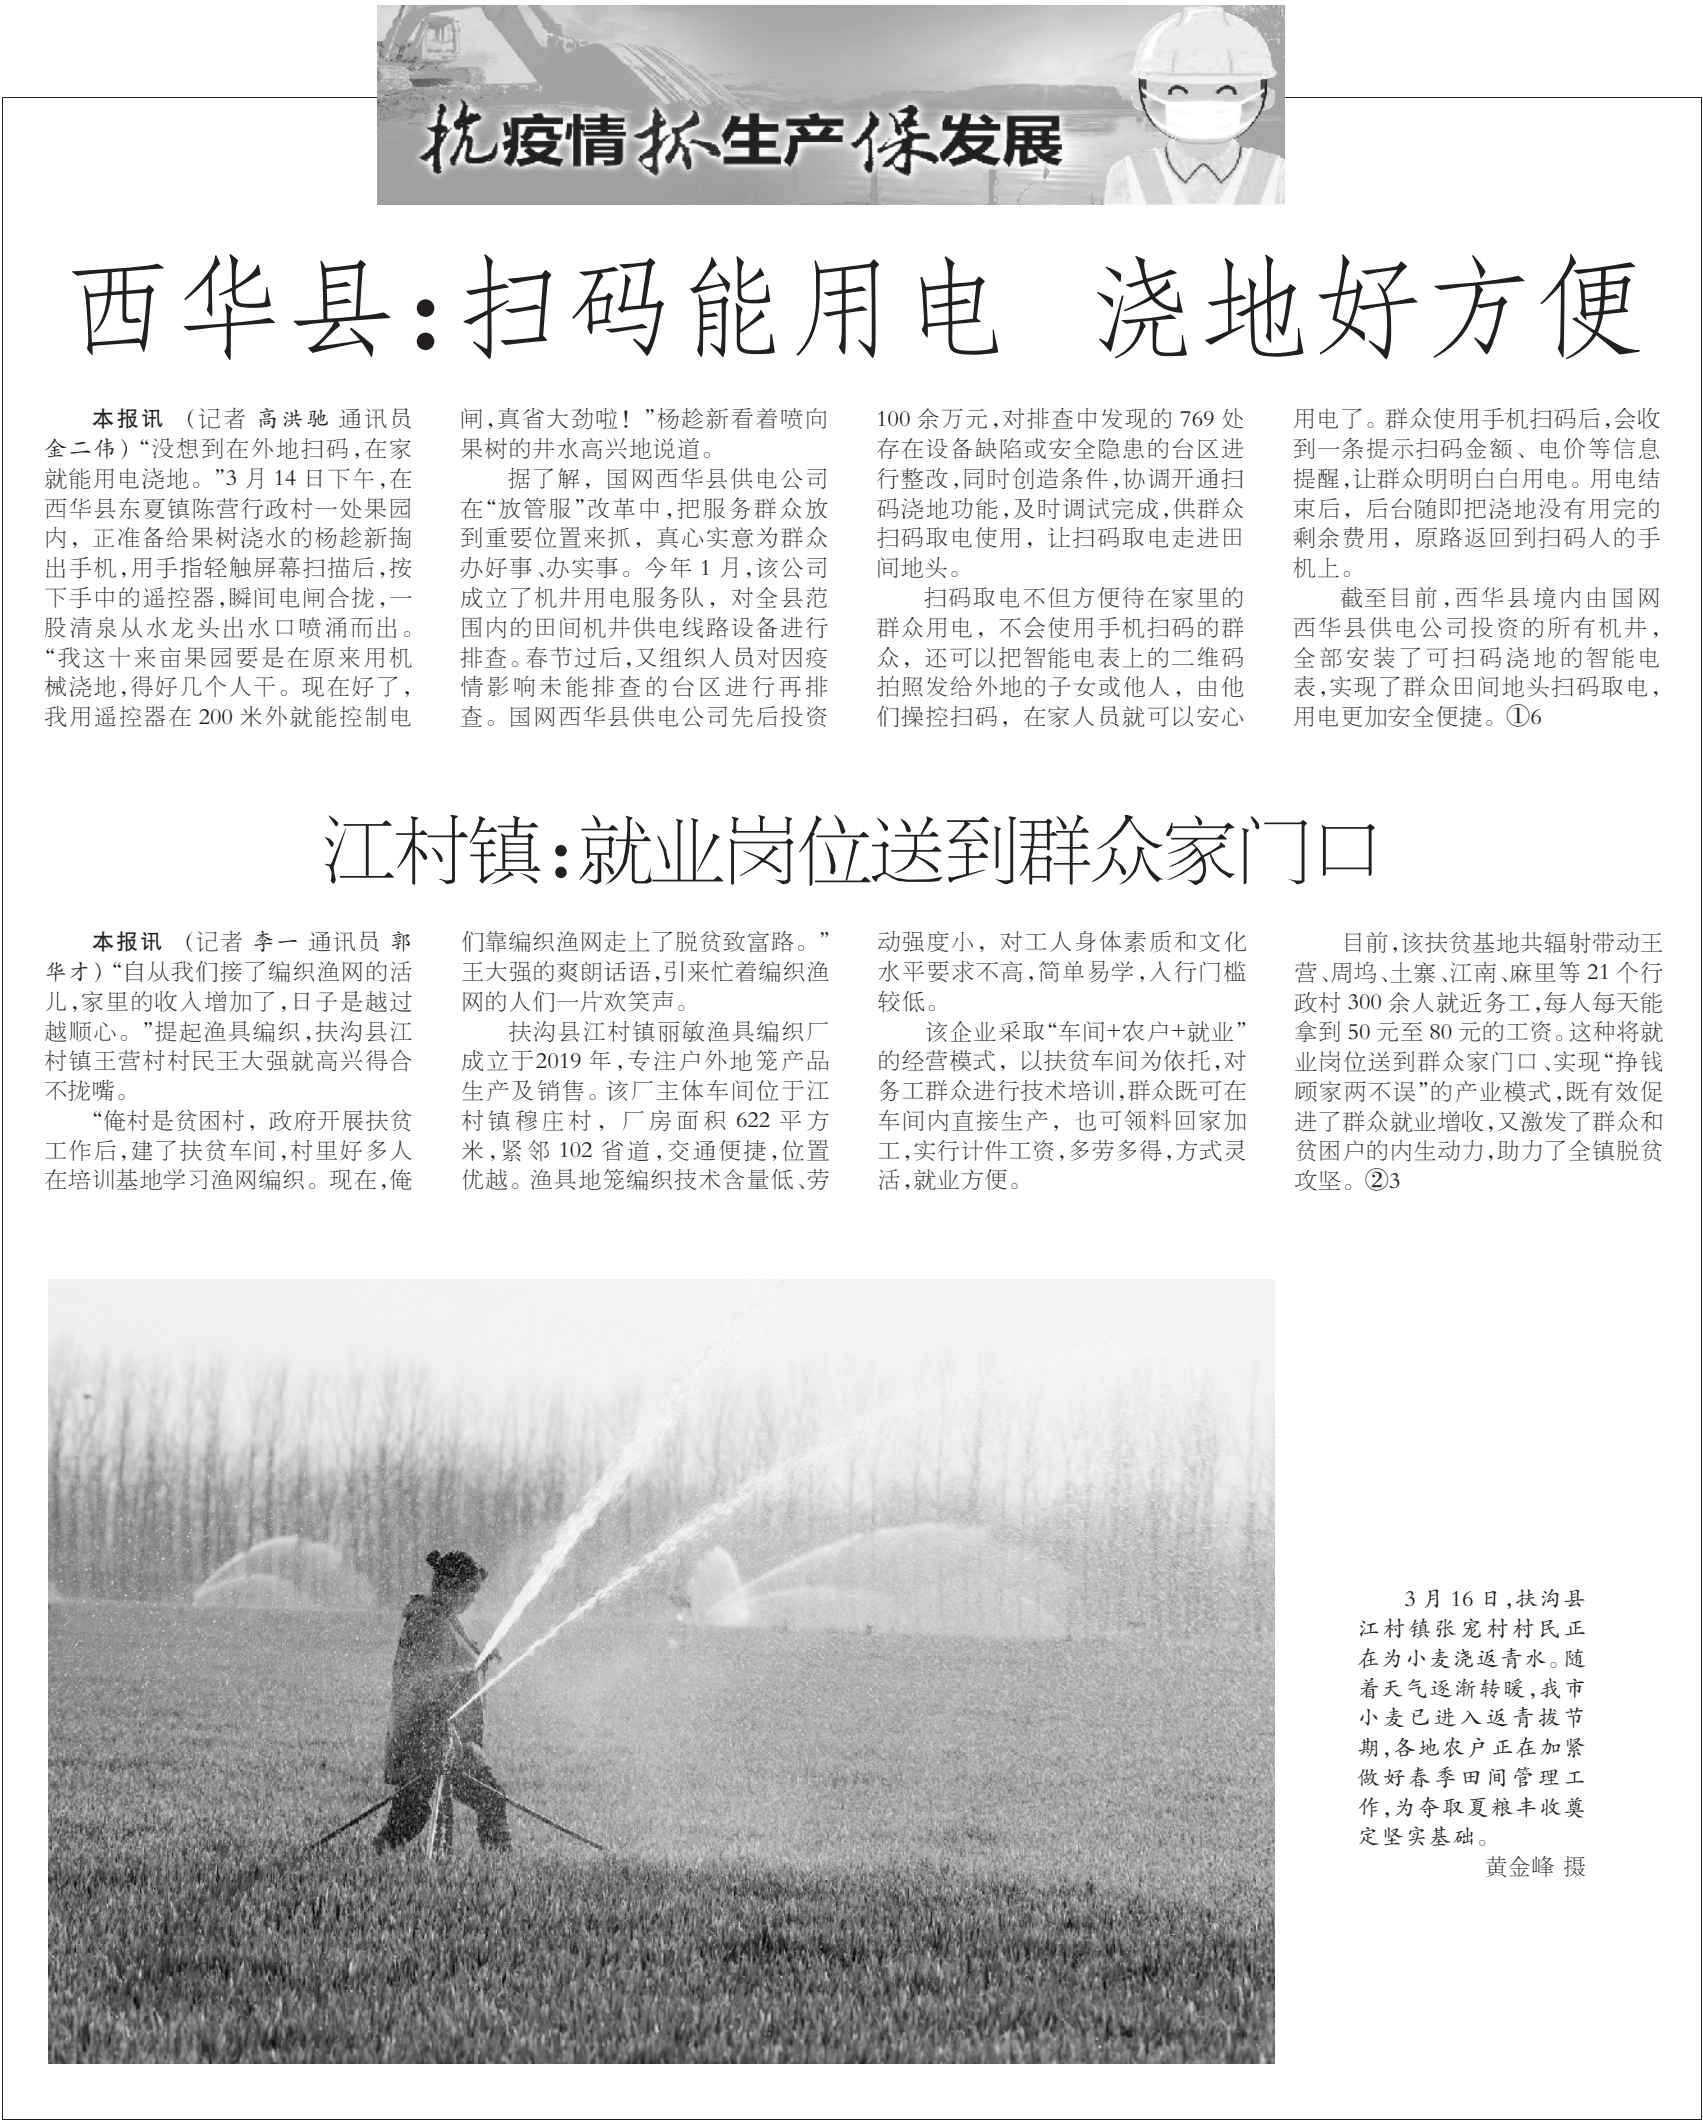 抗疫情 抓生产 保发展
西华县：扫码能用电 浇地好方便
本报讯 （记者 高洪驰 通讯员
金二伟）“没想到在外地扫码，在家
就能用电浇地。”3 月 14 日下午，在
西华县东夏镇陈营行政村一处果园
内，正准备给果树浇水的杨趁新掏
出手机，用手指轻触屏幕扫描后，按
下手中的遥控器，瞬间电闸合拢，一
股清泉从水龙头出水口喷涌而出。
“我这十来亩果园要是在原来用机
械浇地，得好几个人干。现在好了，
我用遥控器在 200 米外就能控制电
闸，真省大劲啦！”杨趁新看着喷向
果树的井水高兴地说道。
据了解，国网西华县供电公司
在“放管服”改革中，把服务群众放
到重要位置来抓，真心实意为群众
办好事、办实事。今年 1 月，该公司
成立了机井用电服务队，对全县范
围内的田间机井供电线路设备进行
排查。春节过后，又组织人员对因疫
情影响未能排查的台区进行再排
查。国网西华县供电公司先后投资
100 余万元，对排查中发现的 769 处
存在设备缺陷或安全隐患的台区进
行整改，同时创造条件，协调开通扫
码浇地功能，及时调试完成，供群众
扫码取电使用，让扫码取电走进田
间地头。
扫码取电不但方便待在家里的
群众用电，不会使用手机扫码的群
众，还可以把智能电表上的二维码
拍照发给外地的子女或他人，由他
们操控扫码，在家人员就可以安心
用电了。群众使用手机扫码后，会收
到一条提示扫码金额、电价等信息
提醒，让群众明明白白用电。用电结
束后，后台随即把浇地没有用完的
剩余费用，原路返回到扫码人的手
机上。
截至目前，西华县境内由国网
西华县供电公司投资的所有机井，
全部安装了可扫码浇地的智能电
表，实现了群众田间地头扫码取电，
用电更加安全便捷。①6
江村镇：就业岗位送到群众家门口
本报讯 （记者 李一 通讯员 郭
华才）“自从我们接了编织渔网的活
儿，家里的收入增加了，日子是越过
越顺心。”提起渔具编织，扶沟县江
村镇王营村村民王大强就高兴得合
不拢嘴。
“俺村是贫困村，政府开展扶贫
工作后，建了扶贫车间，村里好多人
在培训基地学习渔网编织。现在，俺
们靠编织渔网走上了脱贫致富路。”
王大强的爽朗话语，引来忙着编织渔
网的人们一片欢笑声。
扶沟县江村镇丽敏渔具编织厂
成立于2019 年，专注户外地笼产品
生产及销售。该厂主体车间位于江
村镇穆庄村，厂房面积 622 平方
米，紧邻 102 省道，交通便捷，位置
优越。渔具地笼编织技术含量低、劳
动强度小，对工人身体素质和文化
水平要求不高，简单易学，入行门槛
较低。
该企业采取“车间+农户+就业”
的经营模式，以扶贫车间为依托，对
务工群众进行技术培训，群众既可在
车间内直接生产，也可领料回家加
工，实行计件工资，多劳多得，方式灵
活，就业方便。
目前，该扶贫基地共辐射带动王
营、周坞、土寨、江南、麻里等 21 个行
政村 300 余人就近务工，每人每天能
拿到 50 元至 80 元的工资。这种将就
业岗位送到群众家门口、实现“挣钱
顾家两不误”的产业模式，既有效促
进了群众就业增收，又激发了群众和
贫困户的内生动力，助力了全镇脱贫
攻坚。②3
3 月 16 日，扶沟县
江村镇张宠村村民正
在为小麦浇返青水。随
着天气逐渐转暖，我市
小麦已进入返青拔节
期，各地农户正在加紧
做好春季田间管理工
作，为夺取夏粮丰收奠
定坚实基础。
黄金峰 摄